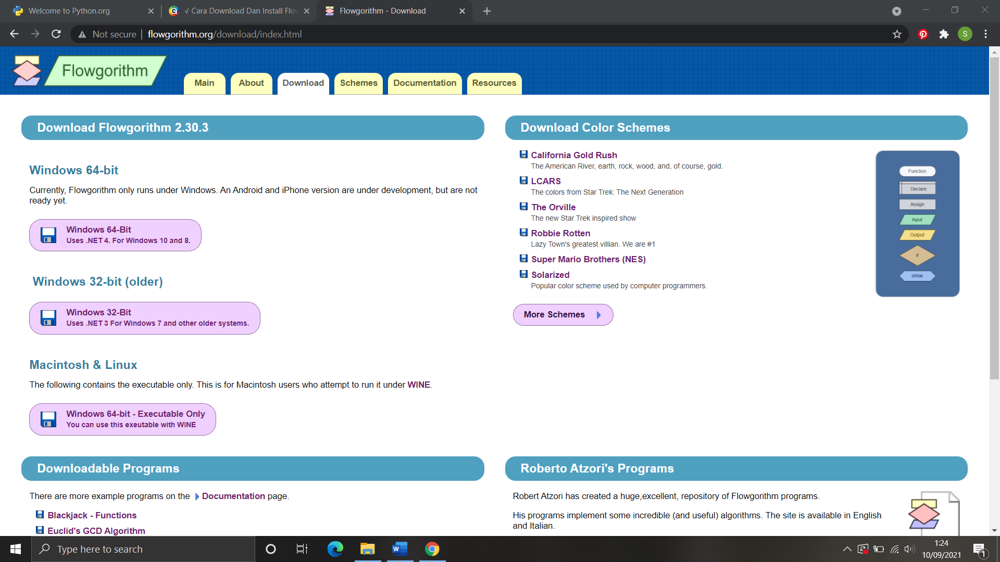 Welcome to Python.org
√ Cara Download Dan Install Flow
Flowgorithm - Download
Not secure
flowgorithm.org/download/index.html
S
Flowgorithm
Main
About
Download
Schemes
Documentation
Resources
Download Flowgorithm 2.30.3
Windows 64-bit
Currently, Flowgorithm only runs under Windows. An Android and iPhone version are under development, but are not
ready yet.
Windows 64-Bit
Uses .NET 4. For Windows 10 and 8.
Windows 32-bit (older)
Windows 32-Bit
Uses .NET 3 For Windows 7 and other older systems.
Macintosh & Linux
The following contains the executable only. This is for Macintosh users who attempt to run it under WINE.
Windows 64-bit - Executable Only
You can use this exeutable with WINE
Download Color Schemes
California Gold Rush
The American River, earth, rock, wood, and, of course, gold.
LCARS
The colors from Star Trek: The Next Generation
The Orville
The new Star Trek inspired show
Robbie Rotten
Lazy Town's greatest villian. We are #1
Super Mario Brothers (NES)
Solarized
Popular color scheme used by computer programmers.
More Schemes
Function
Declare
Assign
Input
Output
If
While
Downloadable Programs
There are more example programs on the Documentation page.
Blackjack - Functions
Euclid's GCD Algorithm
Roberto Atzori's Programs
Robert Atzori has created a huge,excellent, repository of Flowgorithm programs.
His programs implement some incredible (and useful) algorithms. The site is available in English
and Italian.
Type here to search
W
1:24
10/09/2021
1